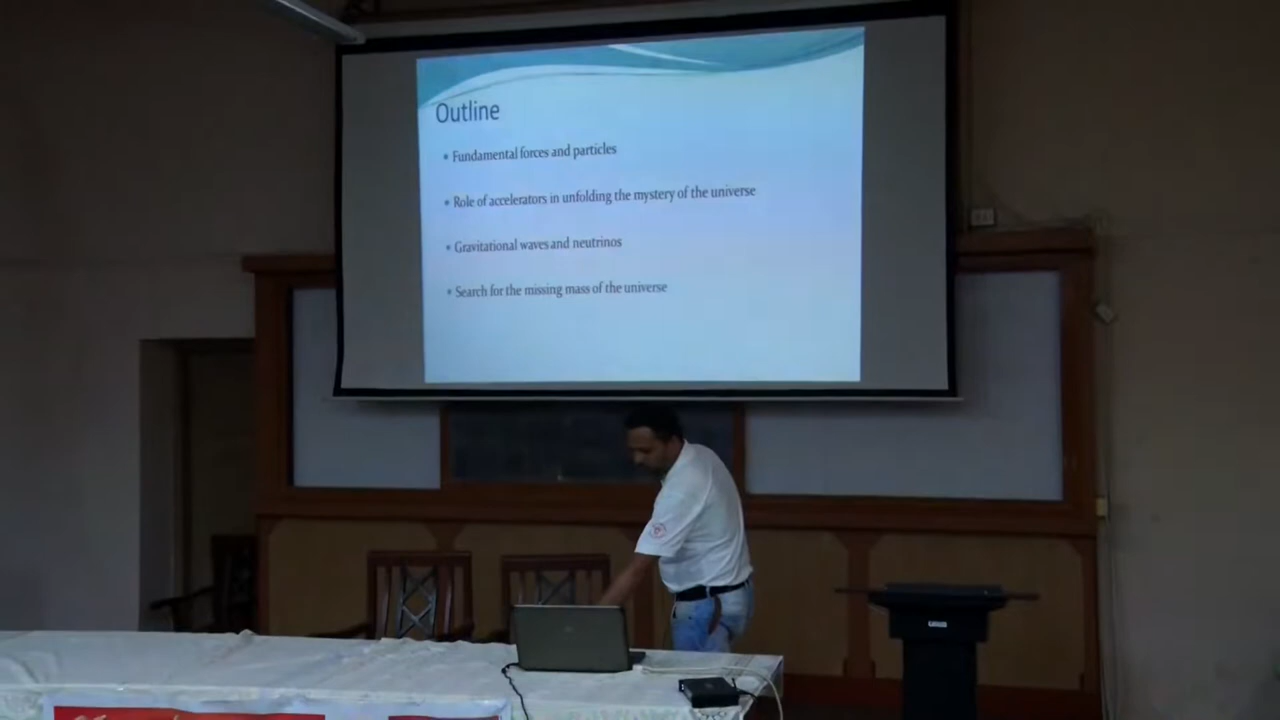 Outline
• Fundamental forces and particles
• Role of accelerators in unfolding the mystery of the universe
• Gravitational waves and neutrinos
• Search for the missing mass of the universe